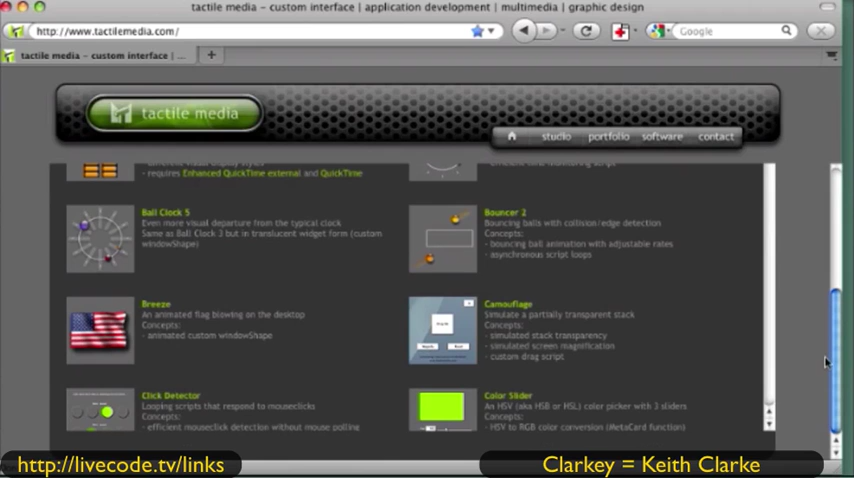 tactile media – custom interface | application development | multimedia | graphic design
http://www.tactilemedia.com/
Google
tactile media – custom interface | ...
tactile media
studio portfolio software contact
- requires Enhanced QuickTime external and QuickTime
Ball Clock 5
Even more visual departure from the typical clock
Same as Ball Clock 3 but in translucent widget form (custom
windowShape)
Bouncer 2
Bouncing balls with collision/edge detection
Concepts:
- bouncing ball animation with adjustable rates
- asynchronous script loops
Breeze
An animated flag blowing on the desktop
Concepts:
- animated custom windowShape
Camouflage
Simulate a partially transparent stack
Concepts:
- simulated stack transparency
- simulated screen magnification
- custom drag script
Click Detector
Looping scripts that respond to mouseclicks
Concepts:
- efficient mouseclick detection without mouse polling
Color Slider
An HSV (aka HSB or HSL) color picker with 3 sliders
Concepts:
- HSV to RGB color conversion (MetaCard function)
http://livecode.tv/links
Clarkey = Keith Clarke